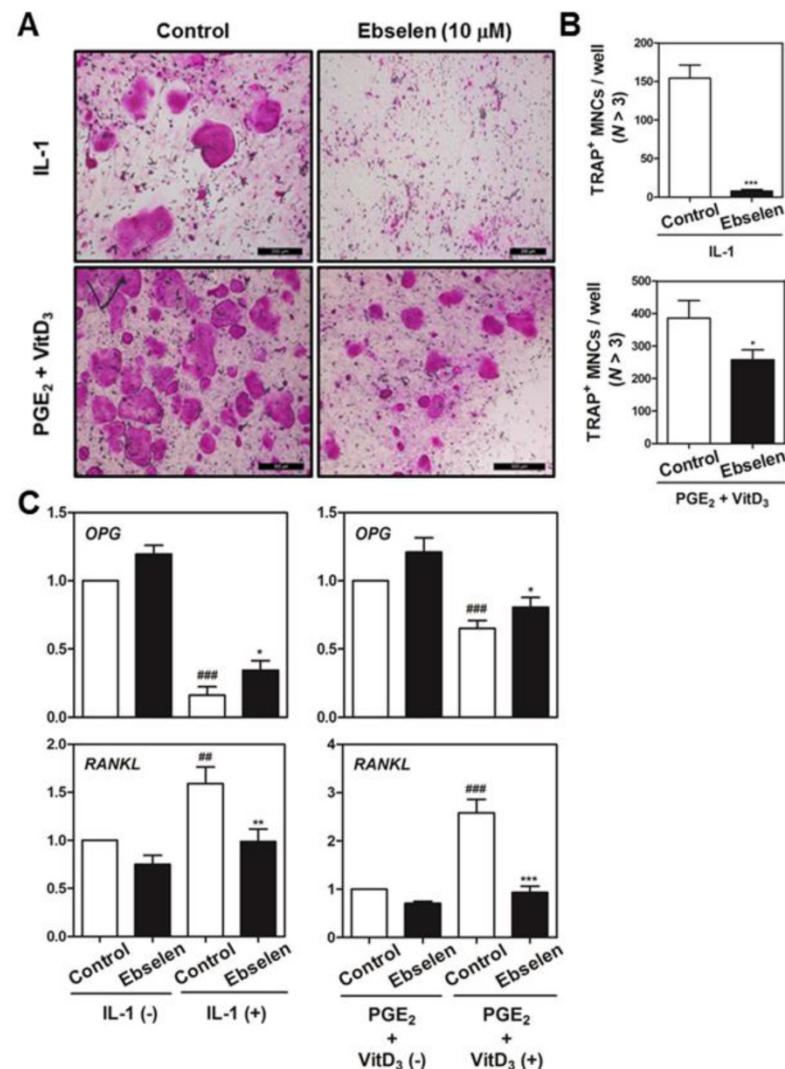 A
Control
Ebselen (10 μM)
IL-1
PGE₂ + VitD₃
B
TRAP⁺ MNCs / well
(N > 3)
200
150
100
50
0
***
Control
Ebselen
IL-1
TRAP⁺ MNCs / well
(N > 3)
500
400
300
200
100
0
*
Control
Ebselen
PGE₂ + VitD₃
C
1.5
1.0
0.5
0.0
OPG
###
*
1.5
1.0
0.5
0.0
OPG
###
*
2.0
1.5
1.0
0.5
0.0
RANKL
##
**
Control
Ebselen
Control
Ebselen
IL-1 (-)
IL-1 (+)
4
3
2
1
0
RANKL
###
***
Control
Ebselen
Control
Ebselen
PGE₂
+
VitD₃ (-)
PGE₂
+
VitD₃ (+)